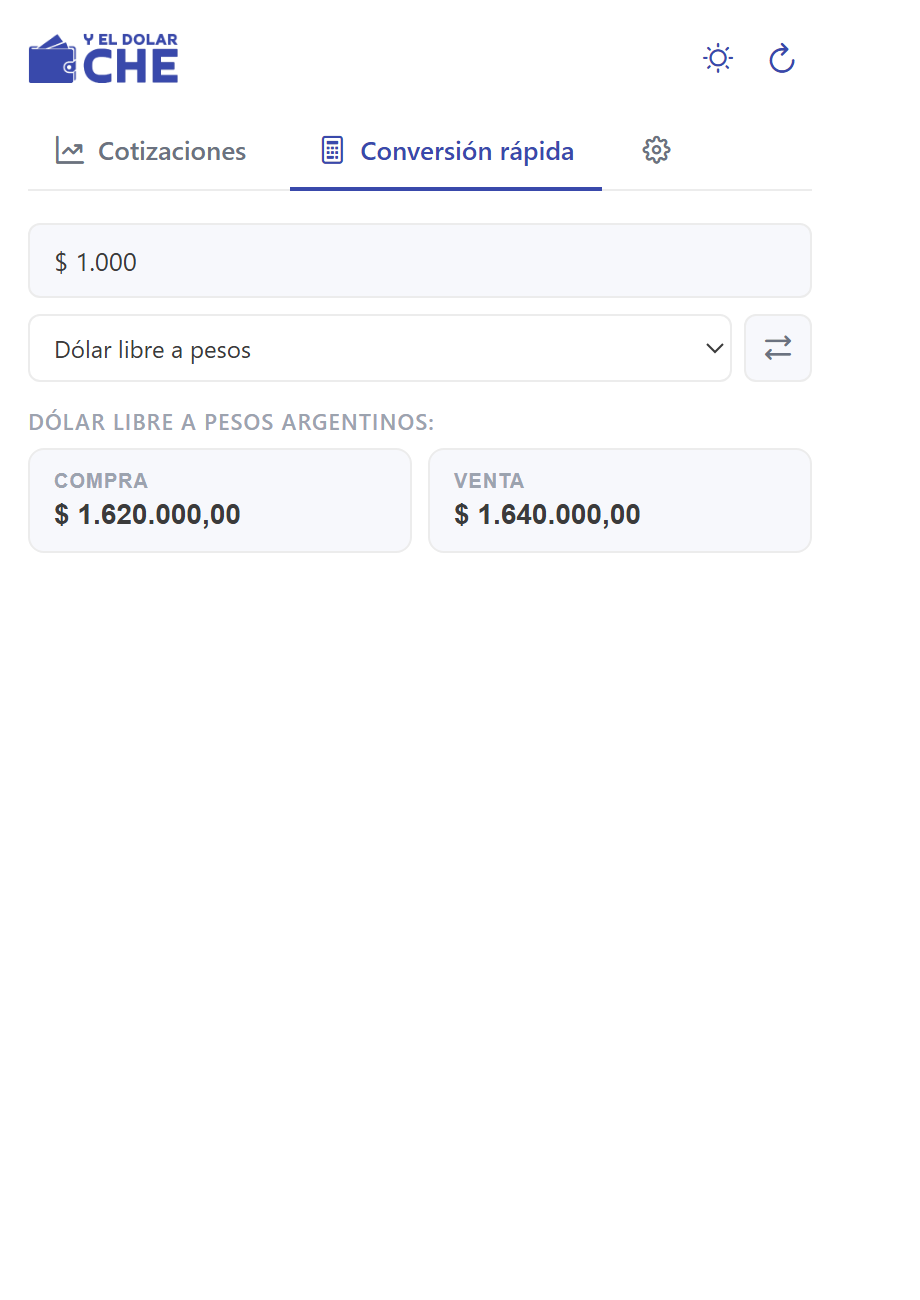 Y EL DOLAR
CHE
Cotizaciones
Conversión rápida
$ 1.000
Dólar libre a pesos
DÓLAR LIBRE A PESOS ARGENTINOS:
COMPRA
$ 1.620.000,00
VENTA
$ 1.640.000,00